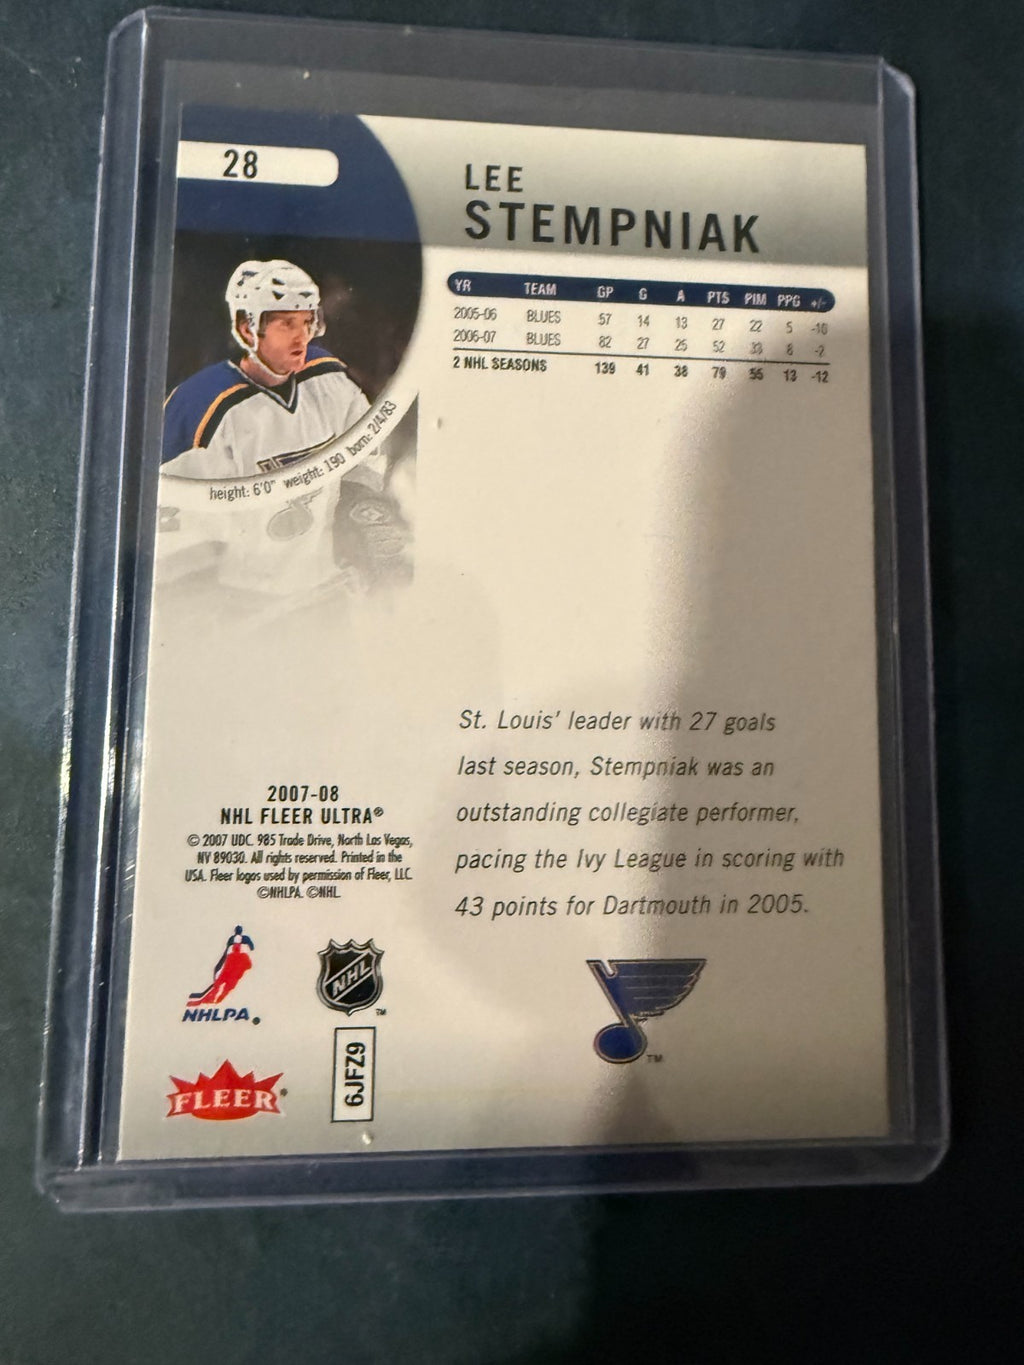 28
LEE
STEMPNIAK
YR TEAM GP G A PTS PIM PPG +/-
2005-06 BLUES 57 14 13 27 22 5 -10
2006-07 BLUES 82 27 25 52 33 8 -2
2 NHL SEASONS 139 41 38 79 55 13 -12
height: 6'0" weight: 190 born: 2/4/83
St. Louis' leader with 27 goals
last season, Stempniak was an
outstanding collegiate performer,
pacing the Ivy League in scoring with
43 points for Dartmouth in 2005.
2007-08
NHL FLEER ULTRA®
© 2007 UDC. 985 Trade Drive, North Las Vegas,
NV 89030. All rights reserved. Printed in the
USA. Fleer logos used by permission of Fleer, LLC.
©NHLPA. ©NHL.
NHLPA®
NHL™
TM
FLEER®
6JFZ9